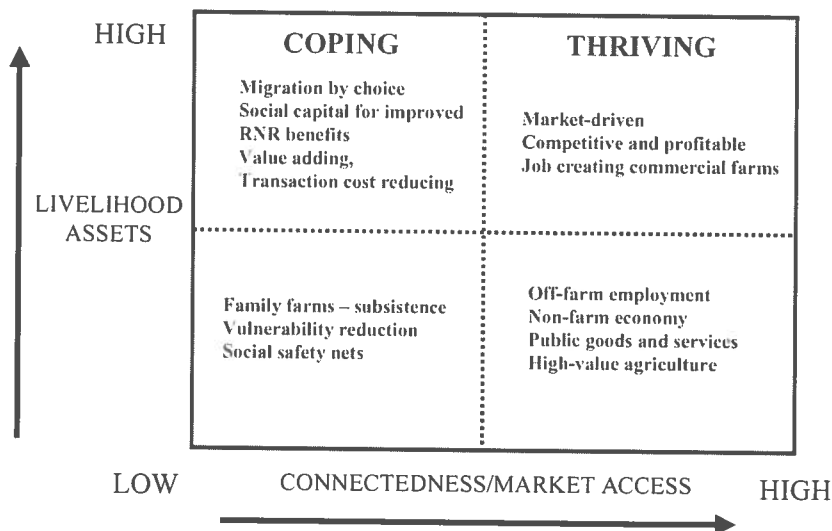 HIGH
COPING
THRIVING
Migration by choice
Social capital for improved
RNR benefits
Value adding,
Transaction cost reducing
Market-driven
Competitive and profitable
Job creating commercial farms
LIVELIHOOD
ASSETS
Family farms – subsistence
Vulnerability reduction
Social safety nets
Off-farm employment
Non-farm economy
Public goods and services
High-value agriculture
LOW
CONNECTEDNESS/MARKET ACCESS
HIGH